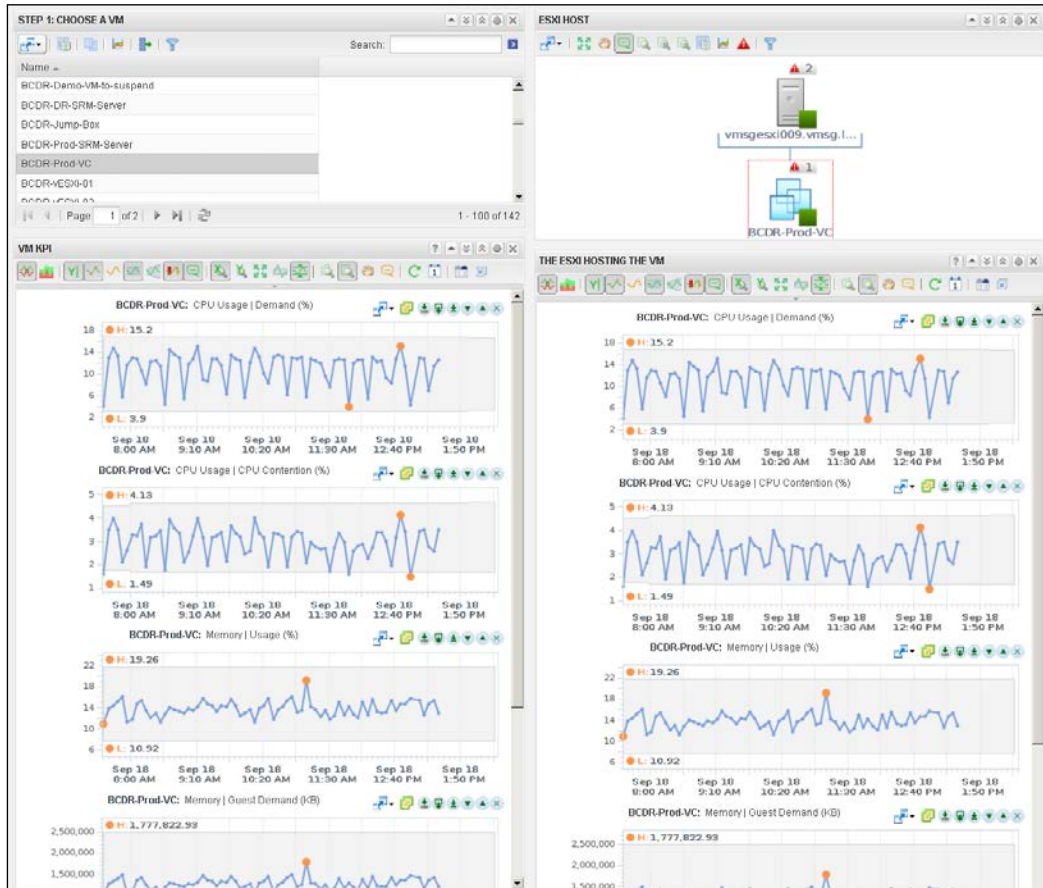 STEP 1: CHOOSE A VM
Search:
Name
BCDR-Demo-VM-to-suspend
BCDR-DR-SRM-Server
BCDR-Jump-Box
BCDR-Prod-SRM-Server
BCDR-Prod-VC
BCDR-vESXi-01
BCDR-vESXi-02
Page 1 of 2
1 - 100 of 142
ESXI HOST
2
vmsgesxi009.vmsg.l...
1
BCDR-Prod-VC
VM KPI
BCDR-Prod-VC: CPU Usage | Demand (%)
18
H: 15.2
14
10
6
2
L: 3.9
Sep 18 8:00 AM
Sep 18 9:10 AM
Sep 18 10:20 AM
Sep 18 11:30 AM
Sep 18 12:40 PM
Sep 18 1:50 PM
BCDR-Prod-VC: CPU Usage | CPU Contention (%)
5
H: 4.13
4
3
2
1
L: 1.49
Sep 18 8:00 AM
Sep 18 9:10 AM
Sep 18 10:20 AM
Sep 18 11:30 AM
Sep 18 12:40 PM
Sep 18 1:50 PM
BCDR-Prod-VC: Memory | Usage (%)
22
H: 19.26
18
14
10
6
L: 10.92
Sep 18 8:00 AM
Sep 18 9:10 AM
Sep 18 10:20 AM
Sep 18 11:30 AM
Sep 18 12:40 PM
Sep 18 1:50 PM
BCDR-Prod-VC: Memory | Guest Demand (KB)
H: 1,777,822.93
2,500,000
2,000,000
1,500,000
THE ESXI HOSTING THE VM
BCDR-Prod-VC: CPU Usage | Demand (%)
18
H: 15.2
14
10
6
2
L: 3.9
Sep 18 8:00 AM
Sep 18 9:10 AM
Sep 18 10:20 AM
Sep 18 11:30 AM
Sep 18 12:40 PM
Sep 18 1:50 PM
BCDR-Prod-VC: CPU Usage | CPU Contention (%)
5
H: 4.13
4
3
2
1
L: 1.49
Sep 18 8:00 AM
Sep 18 9:10 AM
Sep 18 10:20 AM
Sep 18 11:30 AM
Sep 18 12:40 PM
Sep 18 1:50 PM
BCDR-Prod-VC: Memory | Usage (%)
22
H: 19.26
18
14
10
6
L: 10.92
Sep 18 8:00 AM
Sep 18 9:10 AM
Sep 18 10:20 AM
Sep 18 11:30 AM
Sep 18 12:40 PM
Sep 18 1:50 PM
BCDR-Prod-VC: Memory | Guest Demand (KB)
H: 1,777,822.93
2,500,000
2,000,000
1,500,000